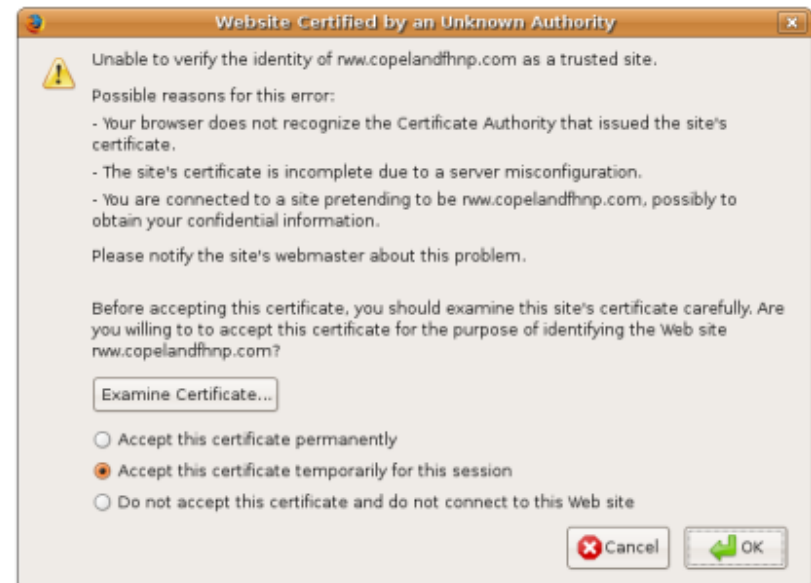 Website Certified by an Unknown Authority
Unable to verify the identity of rww.copelandfhnp.com as a trusted site.
Possible reasons for this error:
- Your browser does not recognize the Certificate Authority that issued the site's
certificate.
- The site's certificate is incomplete due to a server misconfiguration.
- You are connected to a site pretending to be rww.copelandfhnp.com, possibly to
obtain your confidential information.
Please notify the site's webmaster about this problem.
Before accepting this certificate, you should examine this site's certificate carefully. Are
you willing to to accept this certificate for the purpose of identifying the Web site
rww.copelandfhnp.com?
Examine Certificate...
Accept this certificate permanently
Accept this certificate temporarily for this session
Do not accept this certificate and do not connect to this Web site
Cancel OK